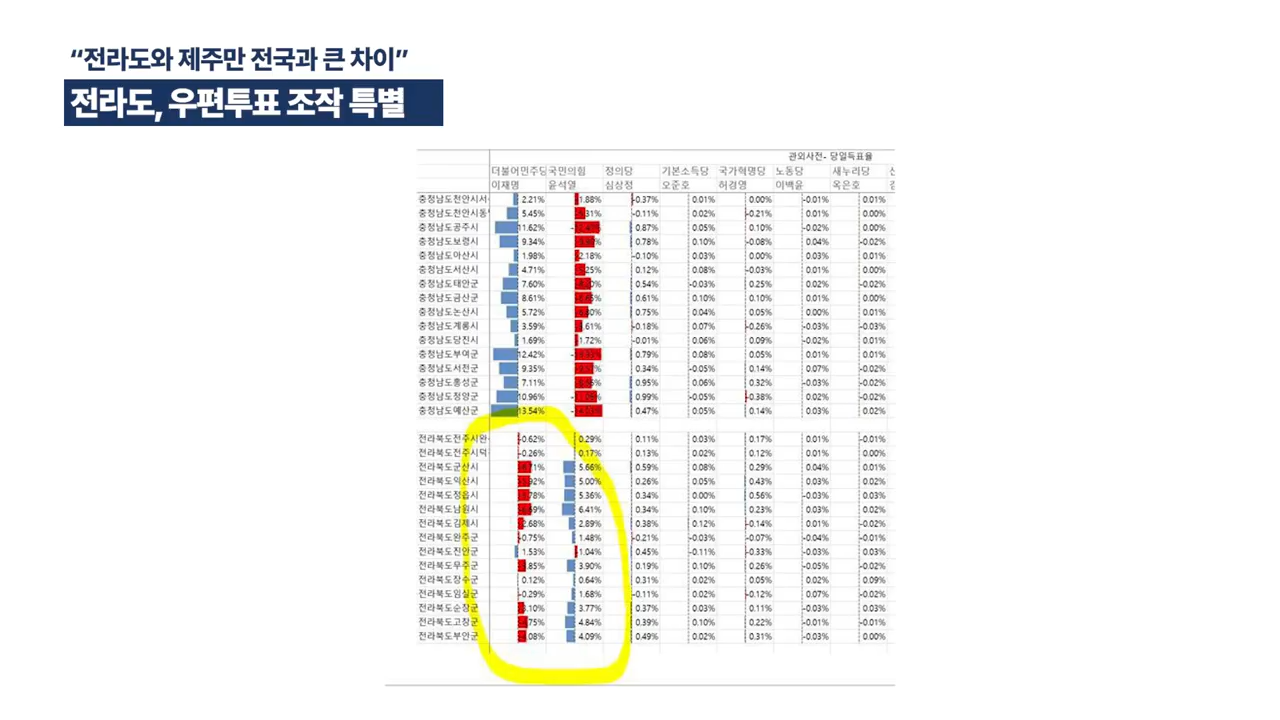 “전라도와 제주만 전국과 큰 차이”
전라도, 우편투표 조작 특별
관외사전- 당일득표율
더불어민주당 국민의힘 정의당 기본소득당 국가혁명당 노동당 새누리당
이재명 윤석열 심상정 오준호 허경영 이백윤 옥은호
충청남도천안시서 2.21% 1.88% -0.37% 0.01% 0.00% -0.01% 0.01%
충청남도천안시동 5.45% -0.11% 0.02% -0.21% 0.01% 0.00%
충청남도공주시 11.62% 0.87% 0.05% 0.10% -0.02% 0.00%
충청남도보령시 9.34% 0.78% 0.10% -0.08% 0.04% -0.02%
충청남도아산시 1.98% 2.18% -0.10% 0.03% 0.00% 0.03% 0.01%
충청남도서산시 4.71% 0.12% 0.08% -0.03% 0.01% 0.00%
충청남도태안군 7.60% 0.54% -0.03% 0.25% 0.02% -0.02%
충청남도금산군 8.61% 0.61% 0.10% 0.10% 0.01% 0.00%
충청남도논산시 5.72% 0.75% 0.04% 0.05% 0.00% 0.01%
충청남도계룡시 3.59% -0.18% 0.07% -0.26% -0.03% -0.03%
충청남도당진시 1.69% 1.72% -0.01% 0.06% 0.09% -0.02% 0.01%
충청남도부여군 12.42% 0.79% 0.08% 0.05% 0.01% 0.01%
충청남도서천군 9.35% 0.34% -0.05% 0.14% 0.07% -0.02%
충청남도홍성군 7.11% 0.95% 0.06% 0.32% -0.03% -0.02%
충청남도청양군 10.96% 0.99% -0.05% -0.38% 0.02% -0.02%
충청남도예산군 13.54% 0.47% 0.05% 0.14% 0.03% 0.02%
전라북도전주시완 -0.62% 0.29% 0.11% 0.03% 0.17% 0.01% -0.01%
전라북도전주시덕 -0.26% 0.17% 0.13% 0.02% 0.12% 0.01% 0.00%
전라북도군산시 5.66% 0.59% 0.08% 0.29% 0.04% 0.01%
전라북도익산시 5.00% 0.26% 0.05% 0.43% 0.03% 0.02%
전라북도정읍시 5.36% 0.34% 0.00% 0.56% -0.03% 0.03%
전라북도남원시 6.41% 0.34% 0.10% 0.23% 0.03% 0.02%
전라북도김제시 2.68% 2.89% 0.38% 0.12% -0.14% 0.01% -0.02%
전라북도완주군 -0.75% 1.48% -0.21% -0.03% -0.07% -0.04% -0.01%
전라북도진안군 1.53% -1.04% 0.45% -0.11% -0.33% -0.03% 0.03%
전라북도무주군 3.90% 0.19% 0.10% 0.26% -0.05% -0.02%
전라북도장수군 0.12% 0.64% 0.31% 0.02% 0.05% 0.02% 0.09%
전라북도임실군 -0.29% 1.68% -0.11% 0.02% -0.12% 0.07% -0.02%
전라북도순창군 3.77% 0.37% 0.03% 0.11% -0.03% 0.03%
전라북도고창군 4.84% 0.39% 0.10% 0.22% -0.01% -0.01%
전라북도부안군 4.09% 0.49% 0.02% 0.31% -0.03% 0.00%